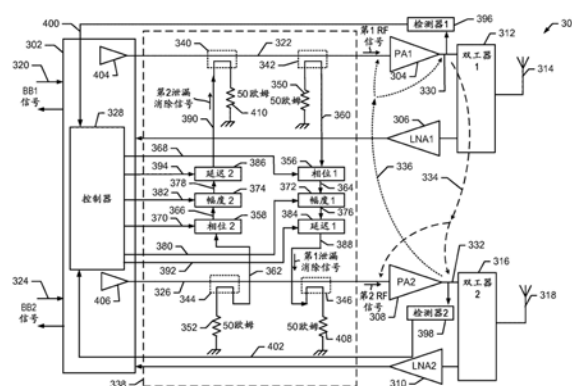 400
检测器1
396
30
302
340
322
第1 RF
信号
312
404
PA1
双工器
1
320
342
304
314
BB1
信号
第2泄漏
消除信号
50欧姆
350
50欧姆
330
328
390
410
360
306
LNA1
368
386
356
336
394
延迟 2
相位1
334
378
374
372
364
控制器
382
幅度 2
幅度1
366
358
384
376
370
相位 2
延迟1
380
388
392
362
第1泄漏
消除信号
332
316
324
406
326
344
346
第2 RF
信号
PA2
双工器
2
BB2
信号
308
检测器2
318
352
50欧姆
50欧姆
398
402
408
LNA2
338
310